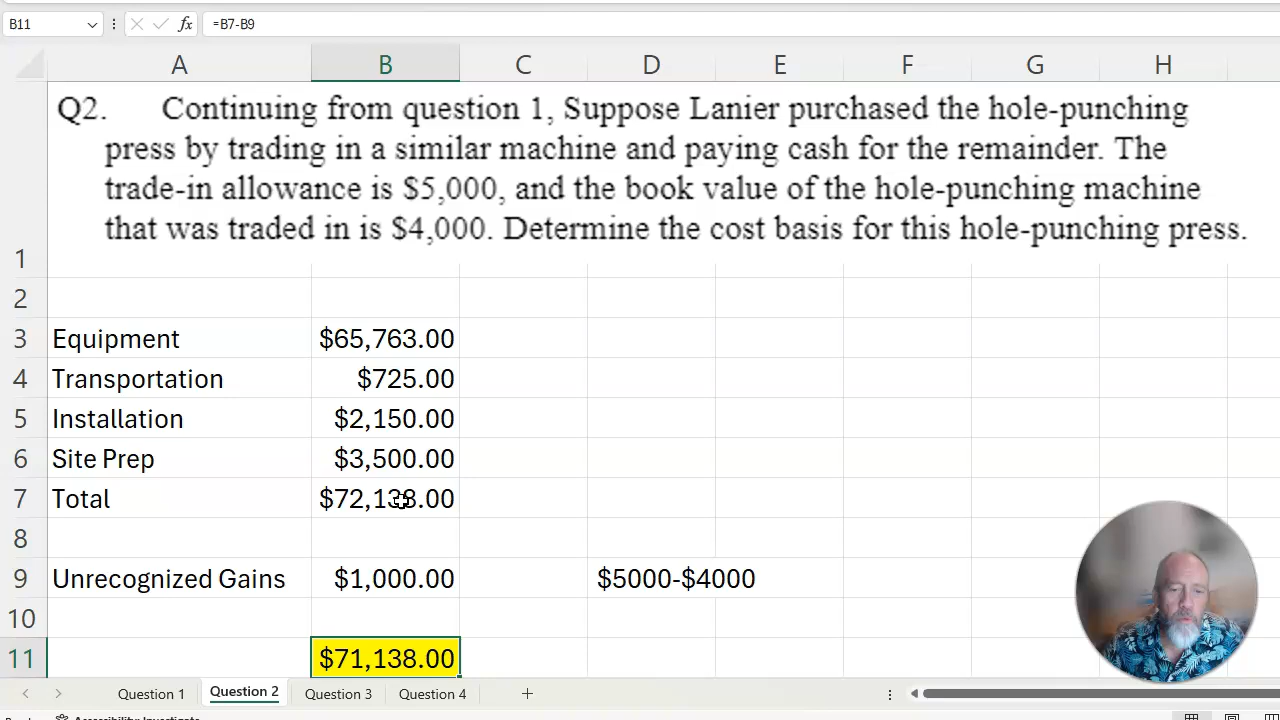 B11 fx =B7-B9
A B C D E F G H
Q2. Continuing from question 1, Suppose Lanier purchased the hole-punching
press by trading in a similar machine and paying cash for the remainder. The
trade-in allowance is $5,000, and the book value of the hole-punching machine
that was traded in is $4,000. Determine the cost basis for this hole-punching press.
1
2
3 Equipment $65,763.00
4 Transportation $725.00
5 Installation $2,150.00
6 Site Prep $3,500.00
7 Total $72,138.00
8
9 Unrecognized Gains $1,000.00 $5000-$4000
10
11 $71,138.00
Question 1 Question 2 Question 3 Question 4
Accessibility: Investigate